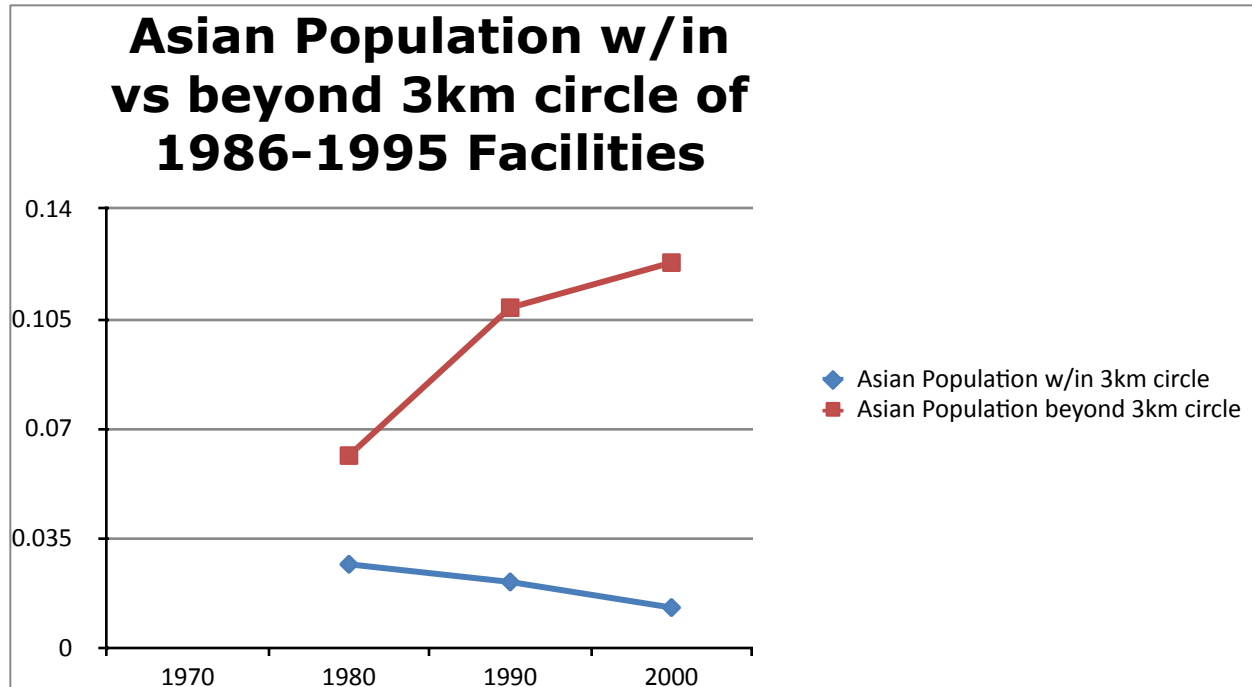 Asian Population w/in
vs beyond 3km circle of
1986-1995 Facilities
0.14
0.105
0.07
0.035
0
1970 1980 1990 2000
Asian Population w/in 3km circle
Asian Population beyond 3km circle